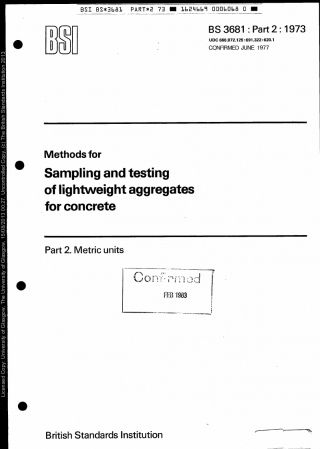 BSI BS*3681 PART*2 73 ■ 1624669 0006068 0 ■
BSI
BS 3681 : Part 2 : 1973
UDC 666.972.125-691.322:620.1
CONFIRMED JUNE 1977
Methods for
Sampling and testing
of lightweight aggregates
for concrete
Part 2. Metric units
Confirmed
FEB 1983
British Standards Institution
Licensed Copy: University of Glasgow, The University of Glasgow, 15/08/2013 00:27, Uncontrolled Copy, (c) The British Standards Institution 2013